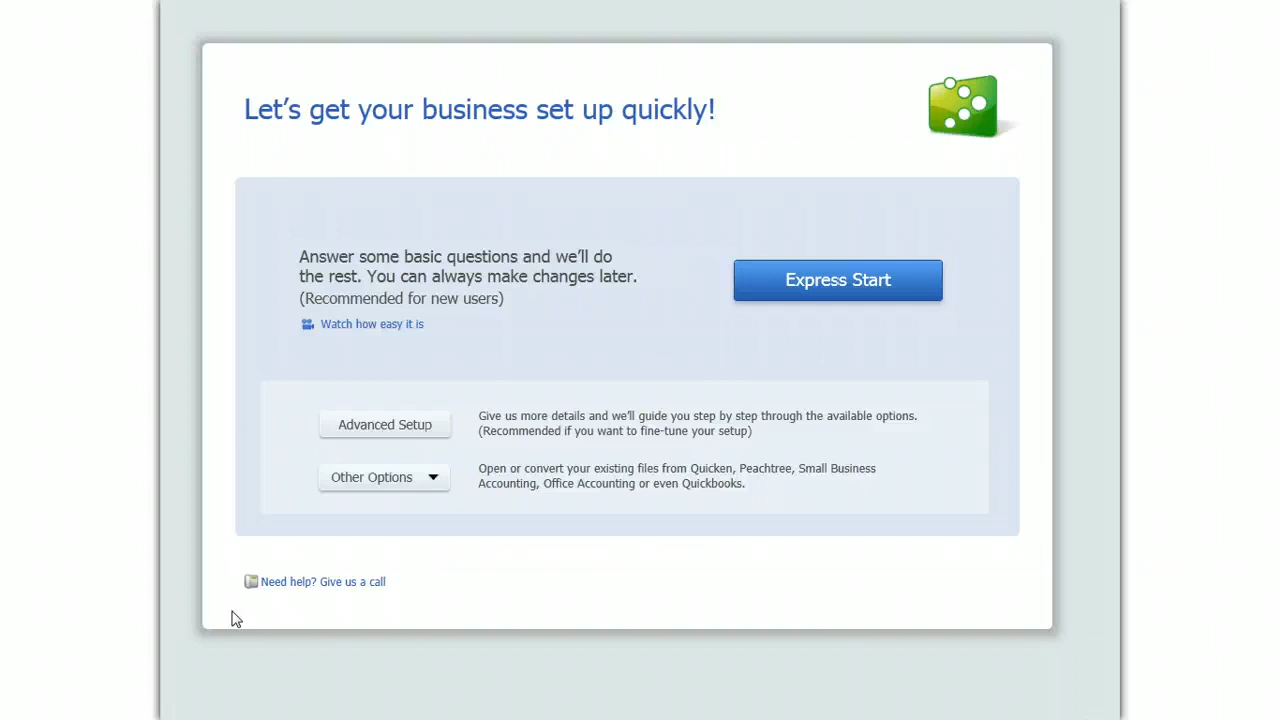 Let's get your business set up quickly!
Answer some basic questions and we'll do
the rest. You can always make changes later.
(Recommended for new users)
Watch how easy it is
Express Start
Advanced Setup
Give us more details and we'll guide you step by step through the available options.
(Recommended if you want to fine-tune your setup)
Other Options
Open or convert your existing files from Quicken, Peachtree, Small Business
Accounting, Office Accounting or even Quickbooks.
Need help? Give us a call